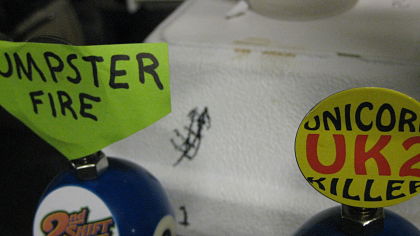 UMPSTER
FIRE
2nd
SHIFT
UNICOR
UK2
KILLER